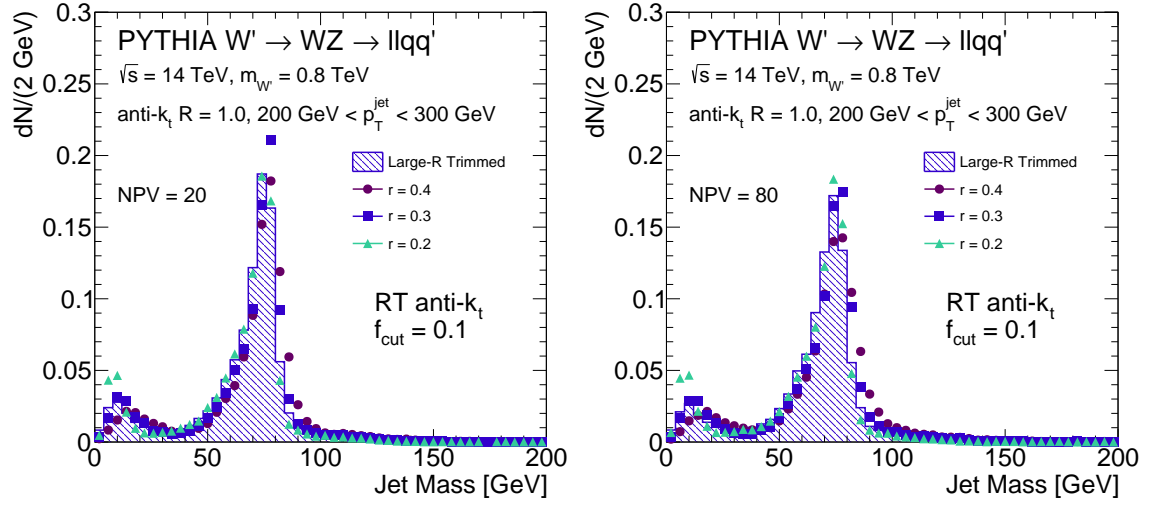 dN/(2 GeV)
0.3
0.25
0.2
0.15
0.1
0.05
0
PYTHIA W' → WZ → llqq'
√s = 14 TeV, m_W' = 0.8 TeV
anti-k_t R = 1.0, 200 GeV < p_T^jet < 300 GeV
Large-R Trimmed
NPV = 20
r = 0.4
r = 0.3
r = 0.2
RT anti-k_t
f_cut = 0.1
0 50 100 150 200
Jet Mass [GeV]
dN/(2 GeV)
0.3
0.25
0.2
0.15
0.1
0.05
0
PYTHIA W' → WZ → llqq'
√s = 14 TeV, m_W' = 0.8 TeV
anti-k_t R = 1.0, 200 GeV < p_T^jet < 300 GeV
Large-R Trimmed
NPV = 80
r = 0.4
r = 0.3
r = 0.2
RT anti-k_t
f_cut = 0.1
0 50 100 150 200
Jet Mass [GeV]